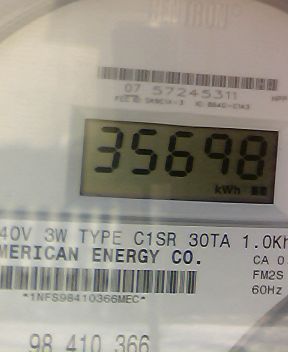 07 57245311
35698
kWh
40V 3W TYPE C1SR 30TA 1.0Kh
MERICAN ENERGY CO.
CA 0
FM2S
60Hz
*1NFS98410366MEC*
98 410 366